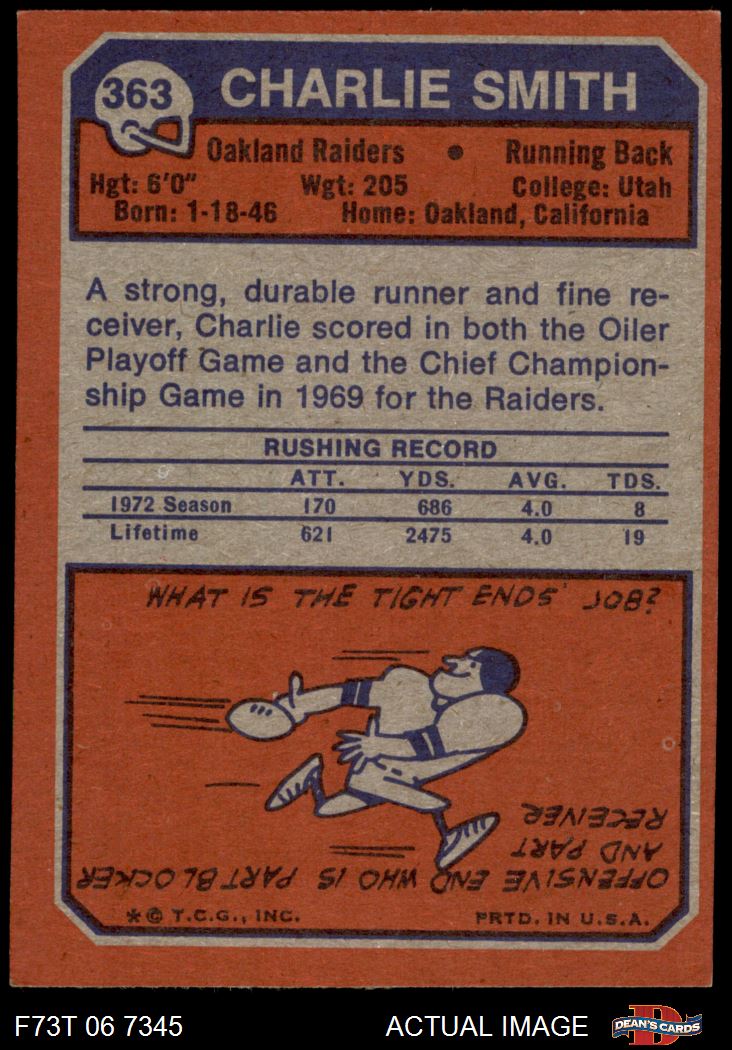 363
CHARLIE SMITH
Oakland Raiders • Running Back
Hgt: 6'0" Wgt: 205 College: Utah
Born: 1-18-46 Home: Oakland, California
A strong, durable runner and fine re-
ceiver, Charlie scored in both the Oiler
Playoff Game and the Chief Champion-
ship Game in 1969 for the Raiders.
RUSHING RECORD
ATT. YDS. AVG. TDS.
1972 Season 170 686 4.0 8
Lifetime 621 2475 4.0 19
WHAT IS THE TIGHT ENDS' JOB?
OFFENSIVE END WHO IS PART BLOCKER
AND PART
RECEIVER
*© T.C.G., INC. PRTD. IN U.S.A.
F73T 06 7345 ACTUAL IMAGE
D
DEAN'S CARDS